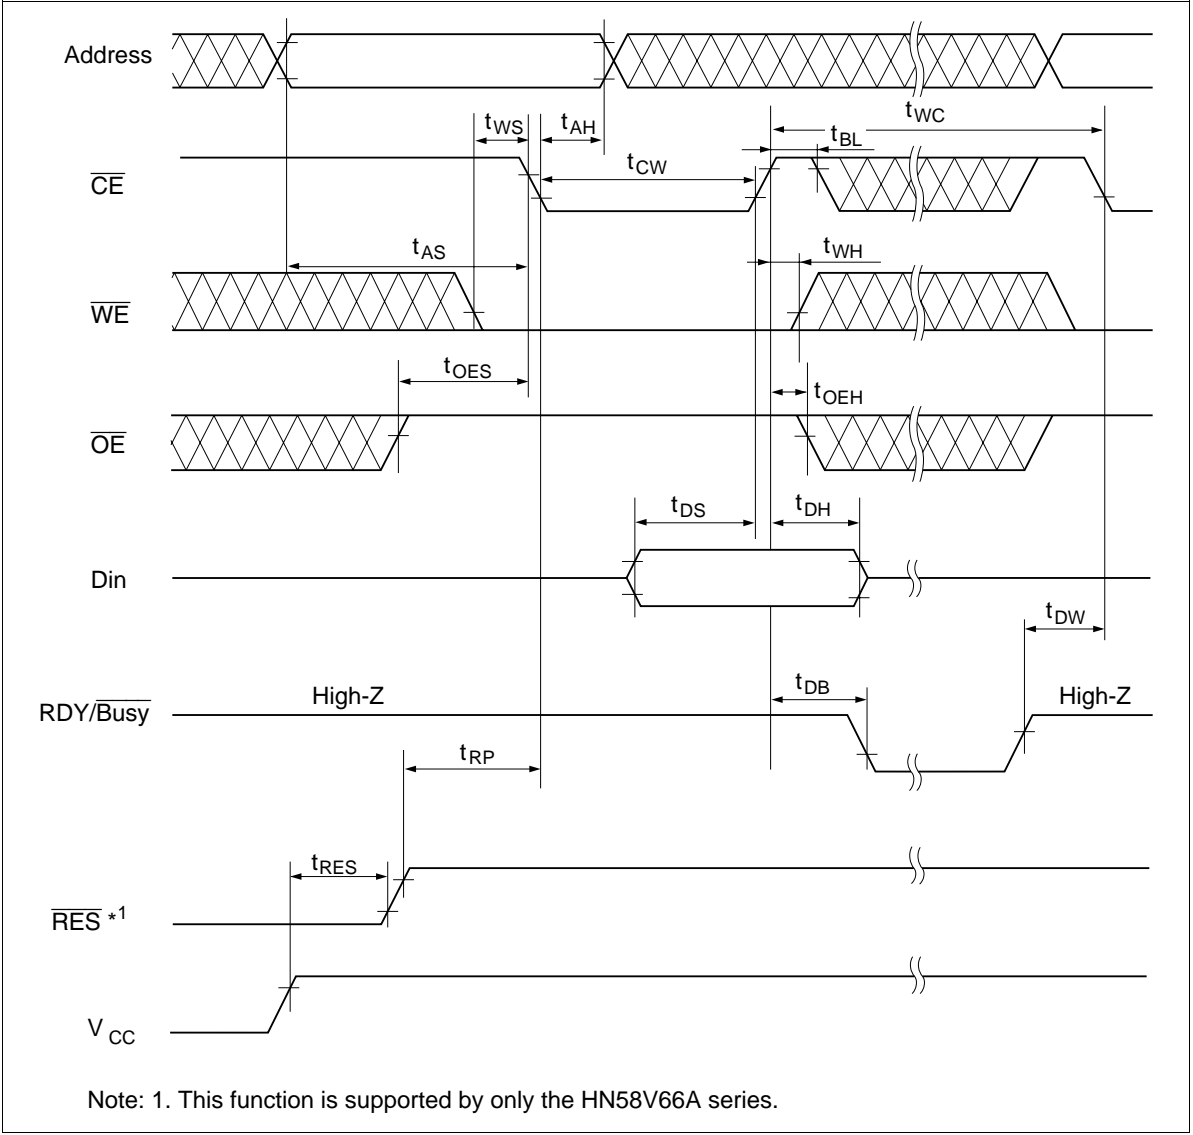 Address
tWC
tWS
tAH
tBL
tCW
CE
tAS
tWH
WE
tOES
tOEH
OE
tDS
tDH
Din
tDW
High-Z
tDB
High-Z
RDY/Busy
tRP
tRES
RES *1
VCC
Note: 1. This function is supported by only the HN58V66A series.